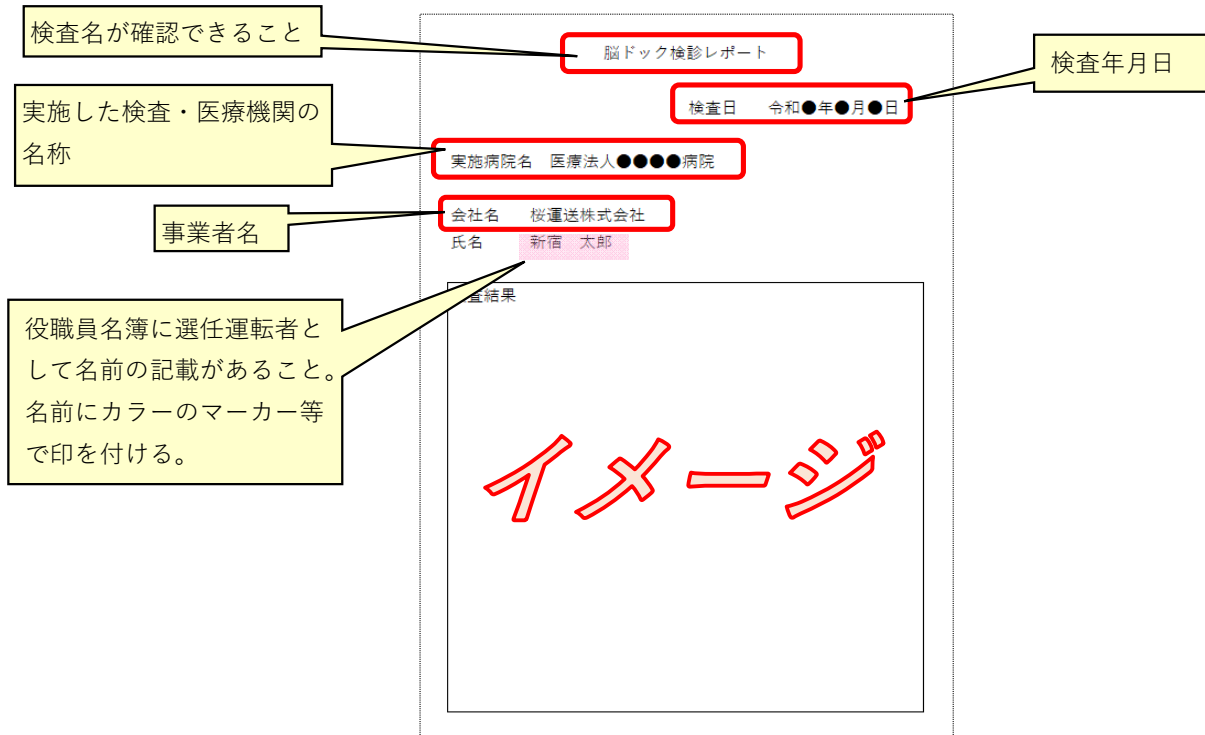 検査名が確認できること
脳ドック検診レポート
検査年月日
検査日　令和●年●月●日
実施した検査・医療機関の
名称
実施病院名　医療法人●●●●病院
会社名　桜運送株式会社
事業者名
氏名　新宿　太郎
査結果
役職員名簿に選任運転者と
して名前の記載があること。
名前にカラーのマーカー等
で印を付ける。
イメージ